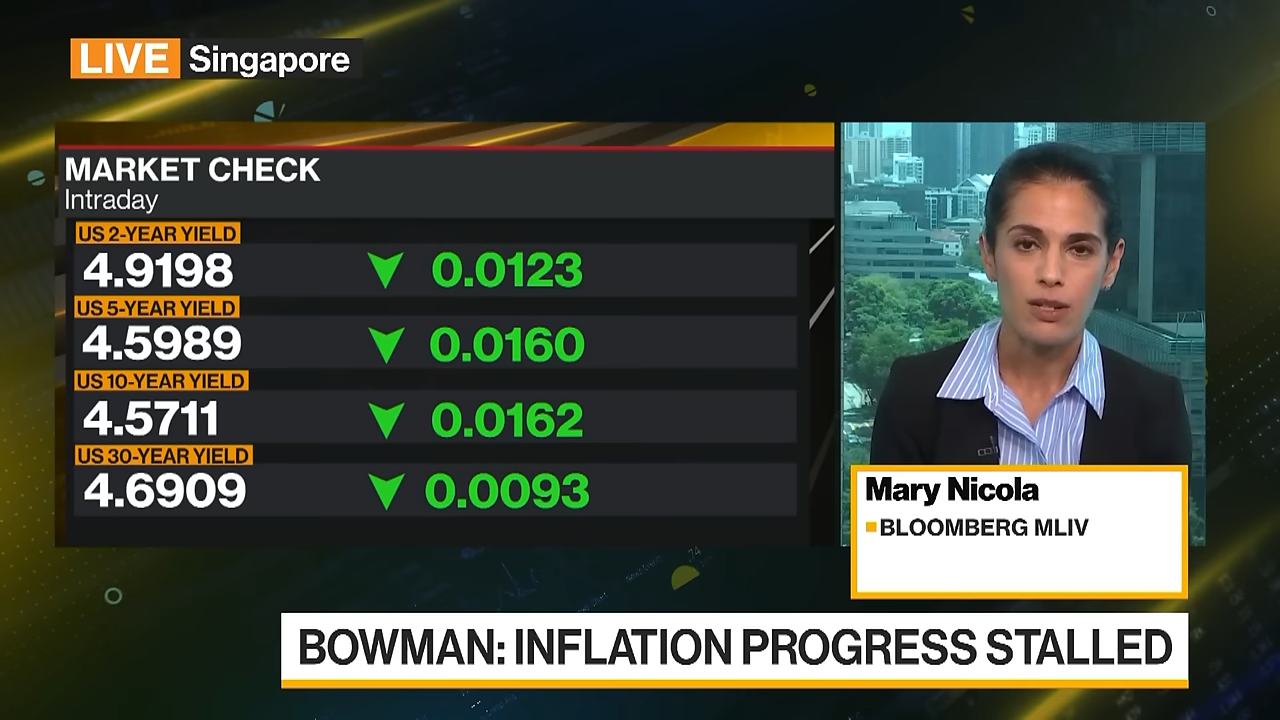 LIVE Singapore
MARKET CHECK
Intraday
US 2-YEAR YIELD
4.9198 0.0123
US 5-YEAR YIELD
4.5989 0.0160
US 10-YEAR YIELD
4.5711 0.0162
US 30-YEAR YIELD
4.6909 0.0093
Mary Nicola
BLOOMBERG MLIV
BOWMAN: INFLATION PROGRESS STALLED